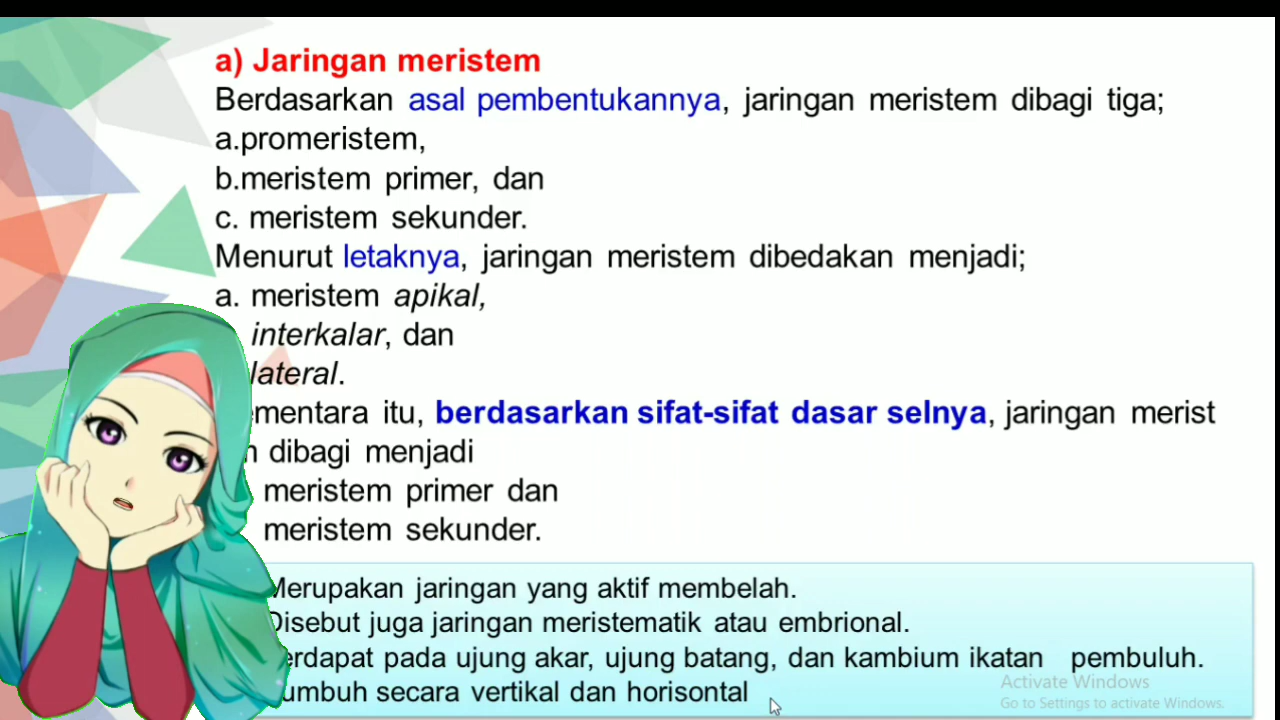 a) Jaringan meristem
Berdasarkan asal pembentukannya, jaringan meristem dibagi tiga;
a.promeristem,
b.meristem primer, dan
c. meristem sekunder.
Menurut letaknya, jaringan meristem dibedakan menjadi;
a. meristem apikal,
interkalar, dan
lateral.
ementara itu, berdasarkan sifat-sifat dasar selnya, jaringan merist
dibagi menjadi
meristem primer dan
meristem sekunder.
Merupakan jaringan yang aktif membelah.
Disebut juga jaringan meristematik atau embrional.
erdapat pada ujung akar, ujung batang, dan kambium ikatan pembuluh.
umbuh secara vertikal dan horisontal
Activate Windows
Go to Settings to activate Windows.